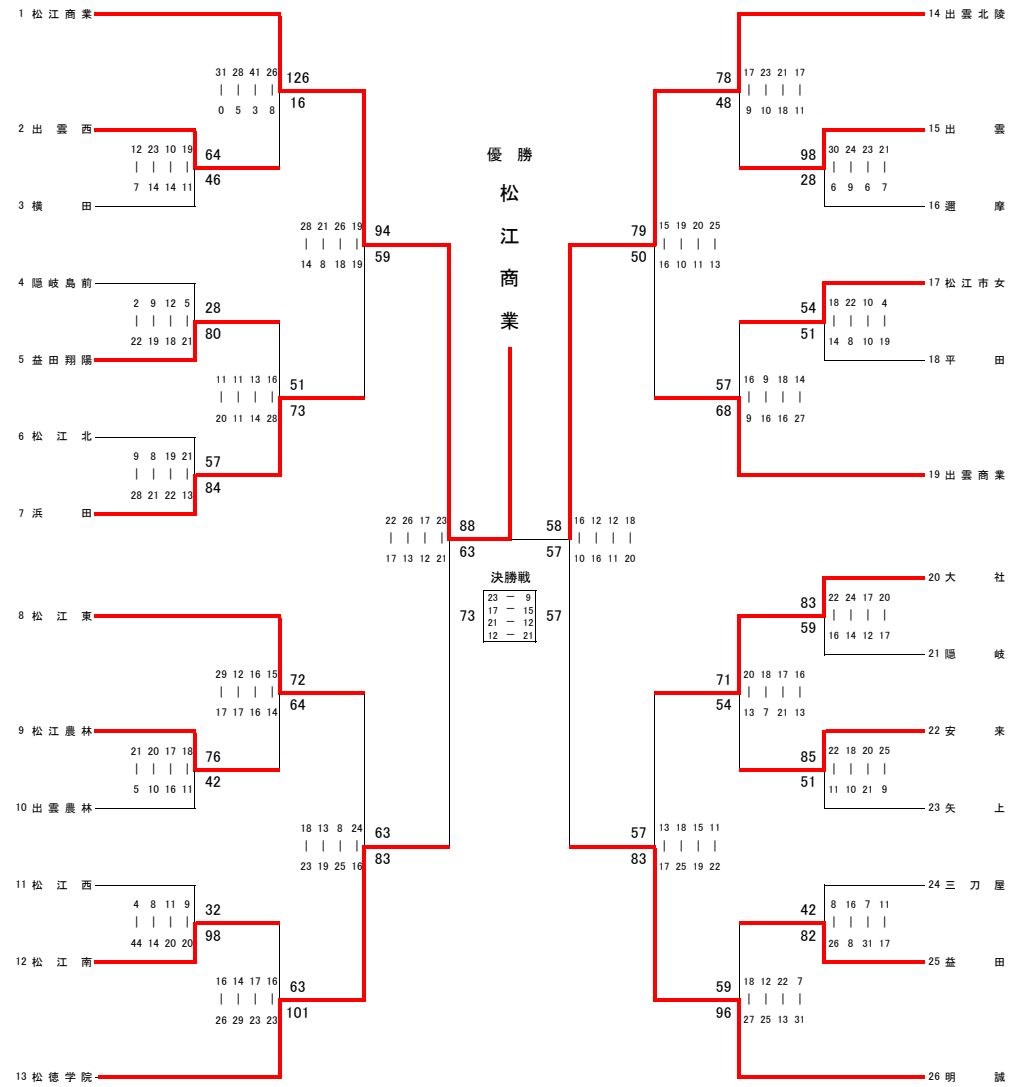 1 松江商業
14 出雲北陵
31 28 41 26
126
78
17 23 21 17
0 5 3 8
16
48
9 10 18 11
2 出雲西
15 出雲
12 23 10 19
64
優勝
98
30 24 23 21
7 14 14 11
46
28
6 9 6 7
3 横田
松江商業
16 邇摩
28 21 26 19
94
79
15 19 20 25
14 8 18 19
59
50
16 10 11 13
4 隠岐島前
17 松江市女
2 9 12 5
28
54
18 22 10 4
22 19 18 21
80
51
14 8 10 19
5 益田翔陽
18 平田
11 11 13 16
51
57
16 9 18 14
20 11 14 28
73
68
9 16 16 27
6 松江北
9 8 19 21
57
28 21 22 13
84
19 出雲商業
7 浜田
22 26 17 23
88
58
16 12 12 18
17 13 12 21
63
57
10 16 11 20
決勝戦
23 － 9
17 － 15
21 － 12
12 － 21
73
57
20 大社
8 松江東
83
22 24 17 20
59
16 14 12 17
21 隠岐
29 12 16 15
72
71
20 18 17 16
17 17 16 14
64
54
13 7 21 13
9 松江農林
22 安来
21 20 17 18
76
85
22 18 20 25
5 10 16 11
42
51
11 10 21 9
10 出雲農林
23 矢上
18 13 8 24
63
57
13 18 15 11
23 19 25 16
83
83
17 25 19 22
11 松江西
24 三刀屋
4 8 11 9
32
42
8 16 7 11
44 14 20 20
98
82
26 8 31 17
12 松江南
25 益田
16 14 17 16
63
59
18 12 22 7
26 29 23 23
101
96
27 25 13 31
13 松徳学院
26 明誠